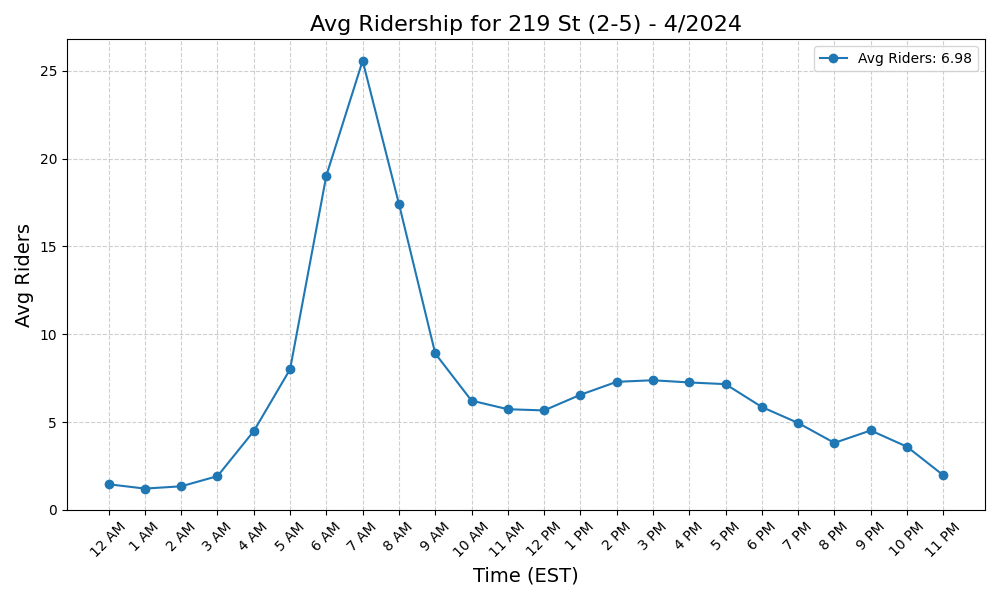 Avg Ridership for 219 St (2-5) - 4/2024
Avg Riders: 6.98
Avg Riders
25
20
15
10
5
0
12 AM
1 AM
2 AM
3 AM
4 AM
5 AM
6 AM
7 AM
8 AM
9 AM
10 AM
11 AM
12 PM
1 PM
2 PM
3 PM
4 PM
5 PM
6 PM
7 PM
8 PM
9 PM
10 PM
11 PM
Time (EST)